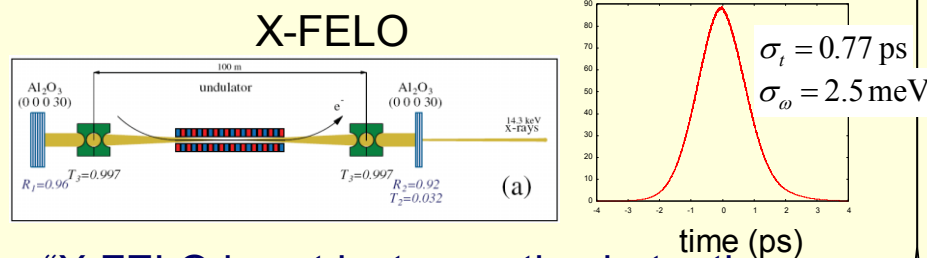 X-FELO
100 m
Al₂O₃
(0 0 0 30)
undulator
e⁻
Al₂O₃
(0 0 0 30)
14.3 keV
x-rays
T₃=0.997
T₃=0.997
R₁=0.96
R₂=0.92
T₂=0.032
(a)
90
80
70
60
50
40
30
20
10
0
-4 -3 -2 -1 0 1 2 3 4
σₜ = 0.77 ps
σω = 2.5 meV
time (ps)